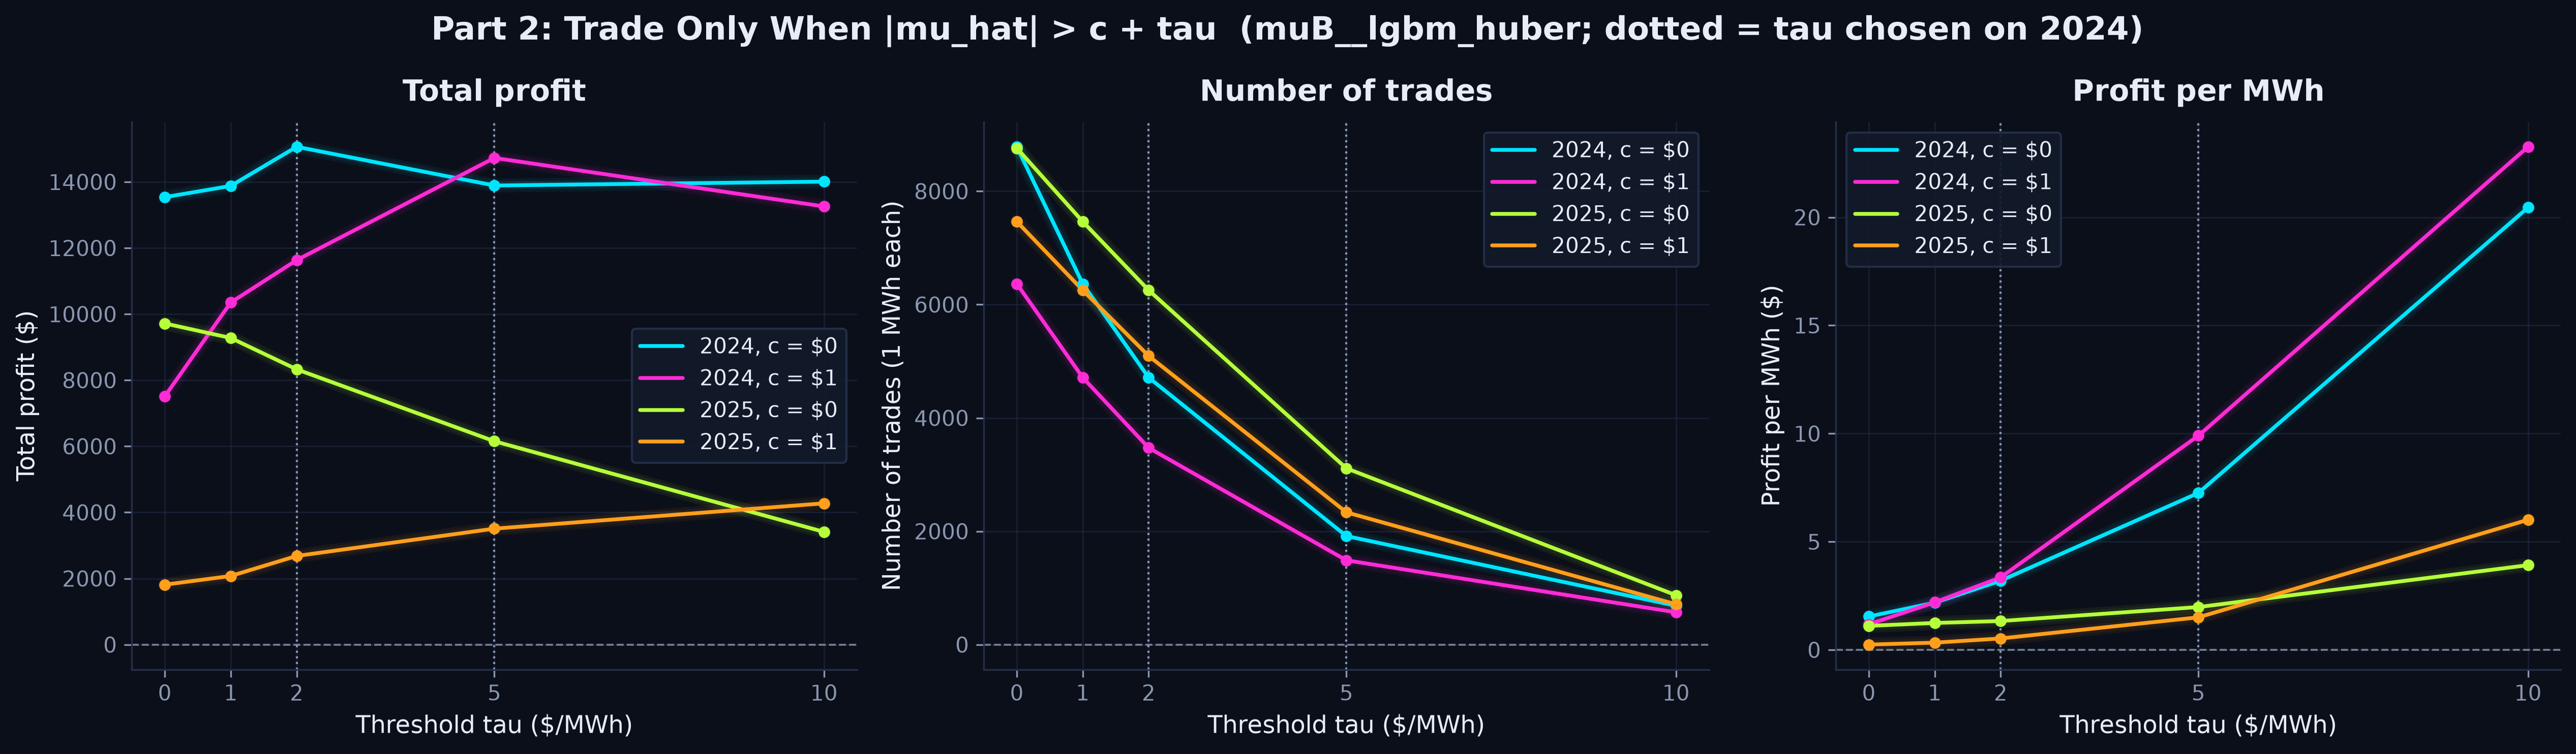 Part 2: Trade Only When |mu_hat| > c + tau  (muB__lgbm_huber; dotted = tau chosen on 2024)
Total profit
Total profit ($)
14000
12000
10000
8000
6000
4000
2000
0
0 1 2 5 10
Threshold tau ($/MWh)
2024, c = $0
2024, c = $1
2025, c = $0
2025, c = $1
Number of trades
Number of trades (1 MWh each)
8000
6000
4000
2000
0
0 1 2 5 10
Threshold tau ($/MWh)
2024, c = $0
2024, c = $1
2025, c = $0
2025, c = $1
Profit per MWh
Profit per MWh ($)
20
15
10
5
0
0 1 2 5 10
Threshold tau ($/MWh)
2024, c = $0
2024, c = $1
2025, c = $0
2025, c = $1